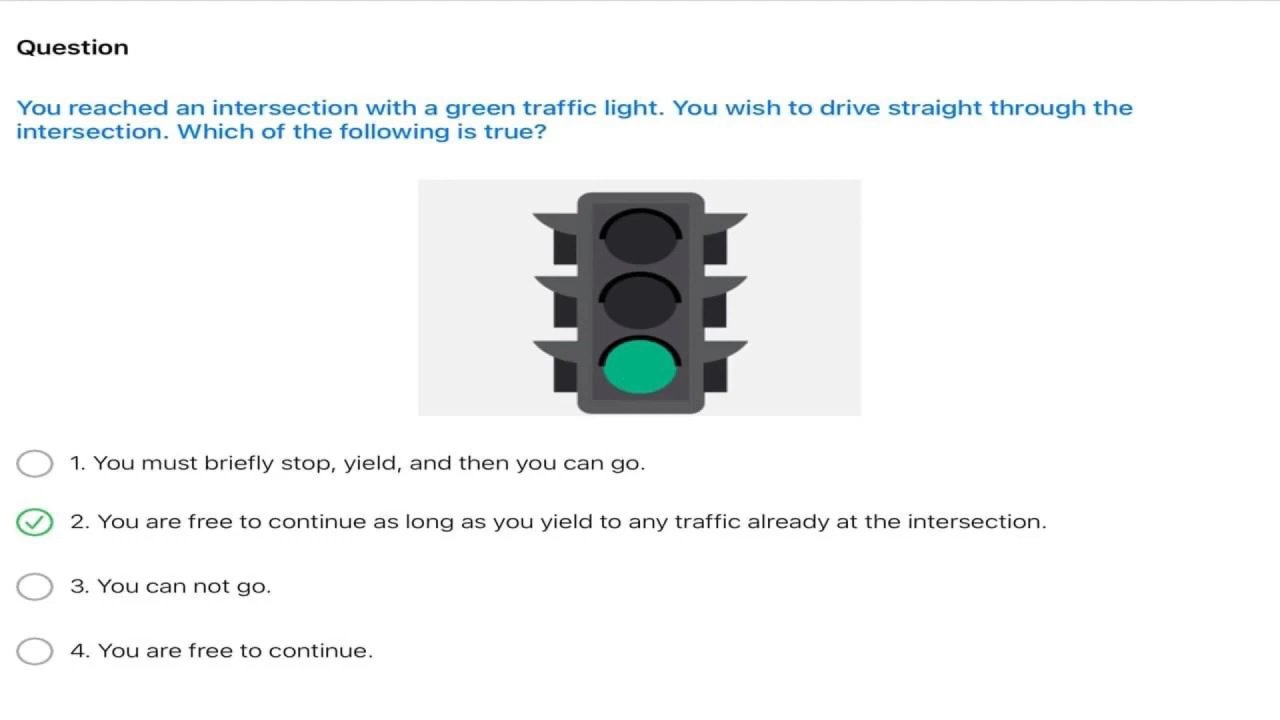 Question
You reached an intersection with a green traffic light. You wish to drive straight through the
intersection. Which of the following is true?
1. You must briefly stop, yield, and then you can go.
2. You are free to continue as long as you yield to any traffic already at the intersection.
3. You can not go.
4. You are free to continue.